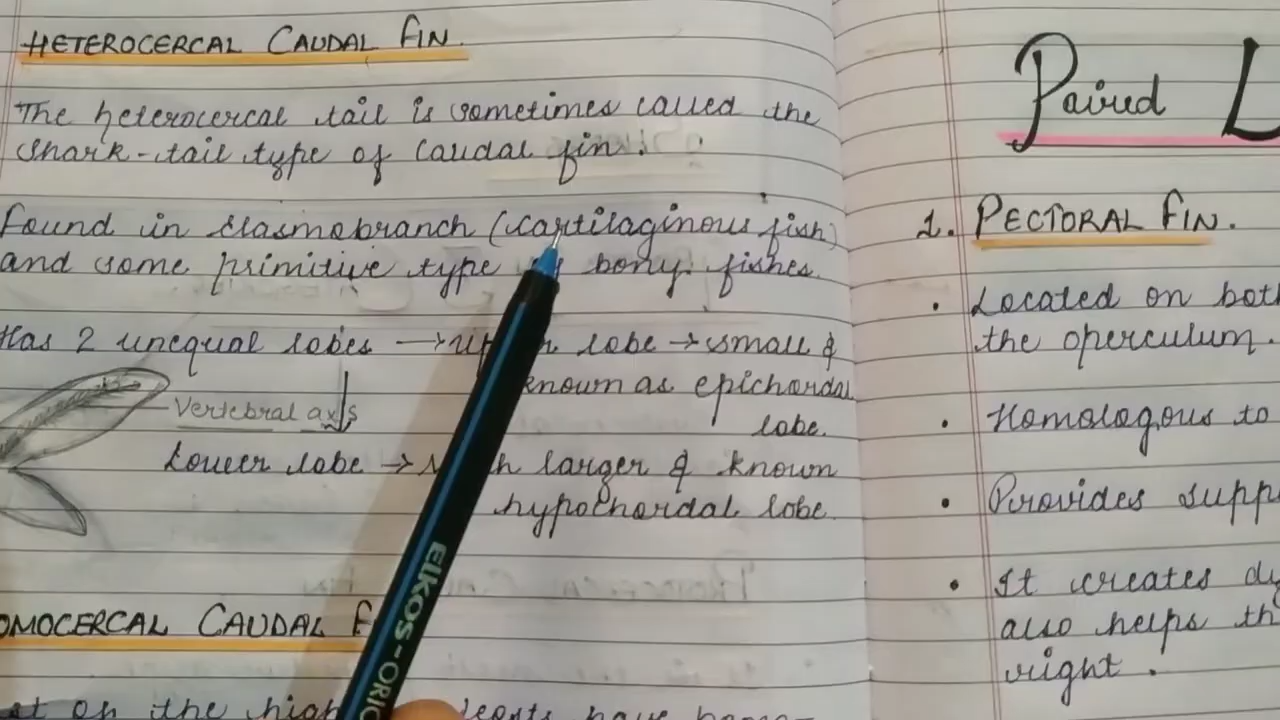 HETEROCERCAL CAUDAL FIN.
The heterocercal tail is sometimes called the
shark-tail type of caudal fin.
Found in Elasmobranch (cartilaginous fish)
and some primitive type bony fishes.
Has 2 unequal lobes → lobe → small &
known as epichordal
lobe.
Vertebral axis
Lower lobe → larger & known
hypochordal lobe.
OMOCERCAL CAUDAL F
on the have
Paired L
1. PECTORAL FIN.
• Located on bot
the operculum.
• Homologous to
• Provides supp
• It creates dy
also helps th
right.
ELKOS-ORIO